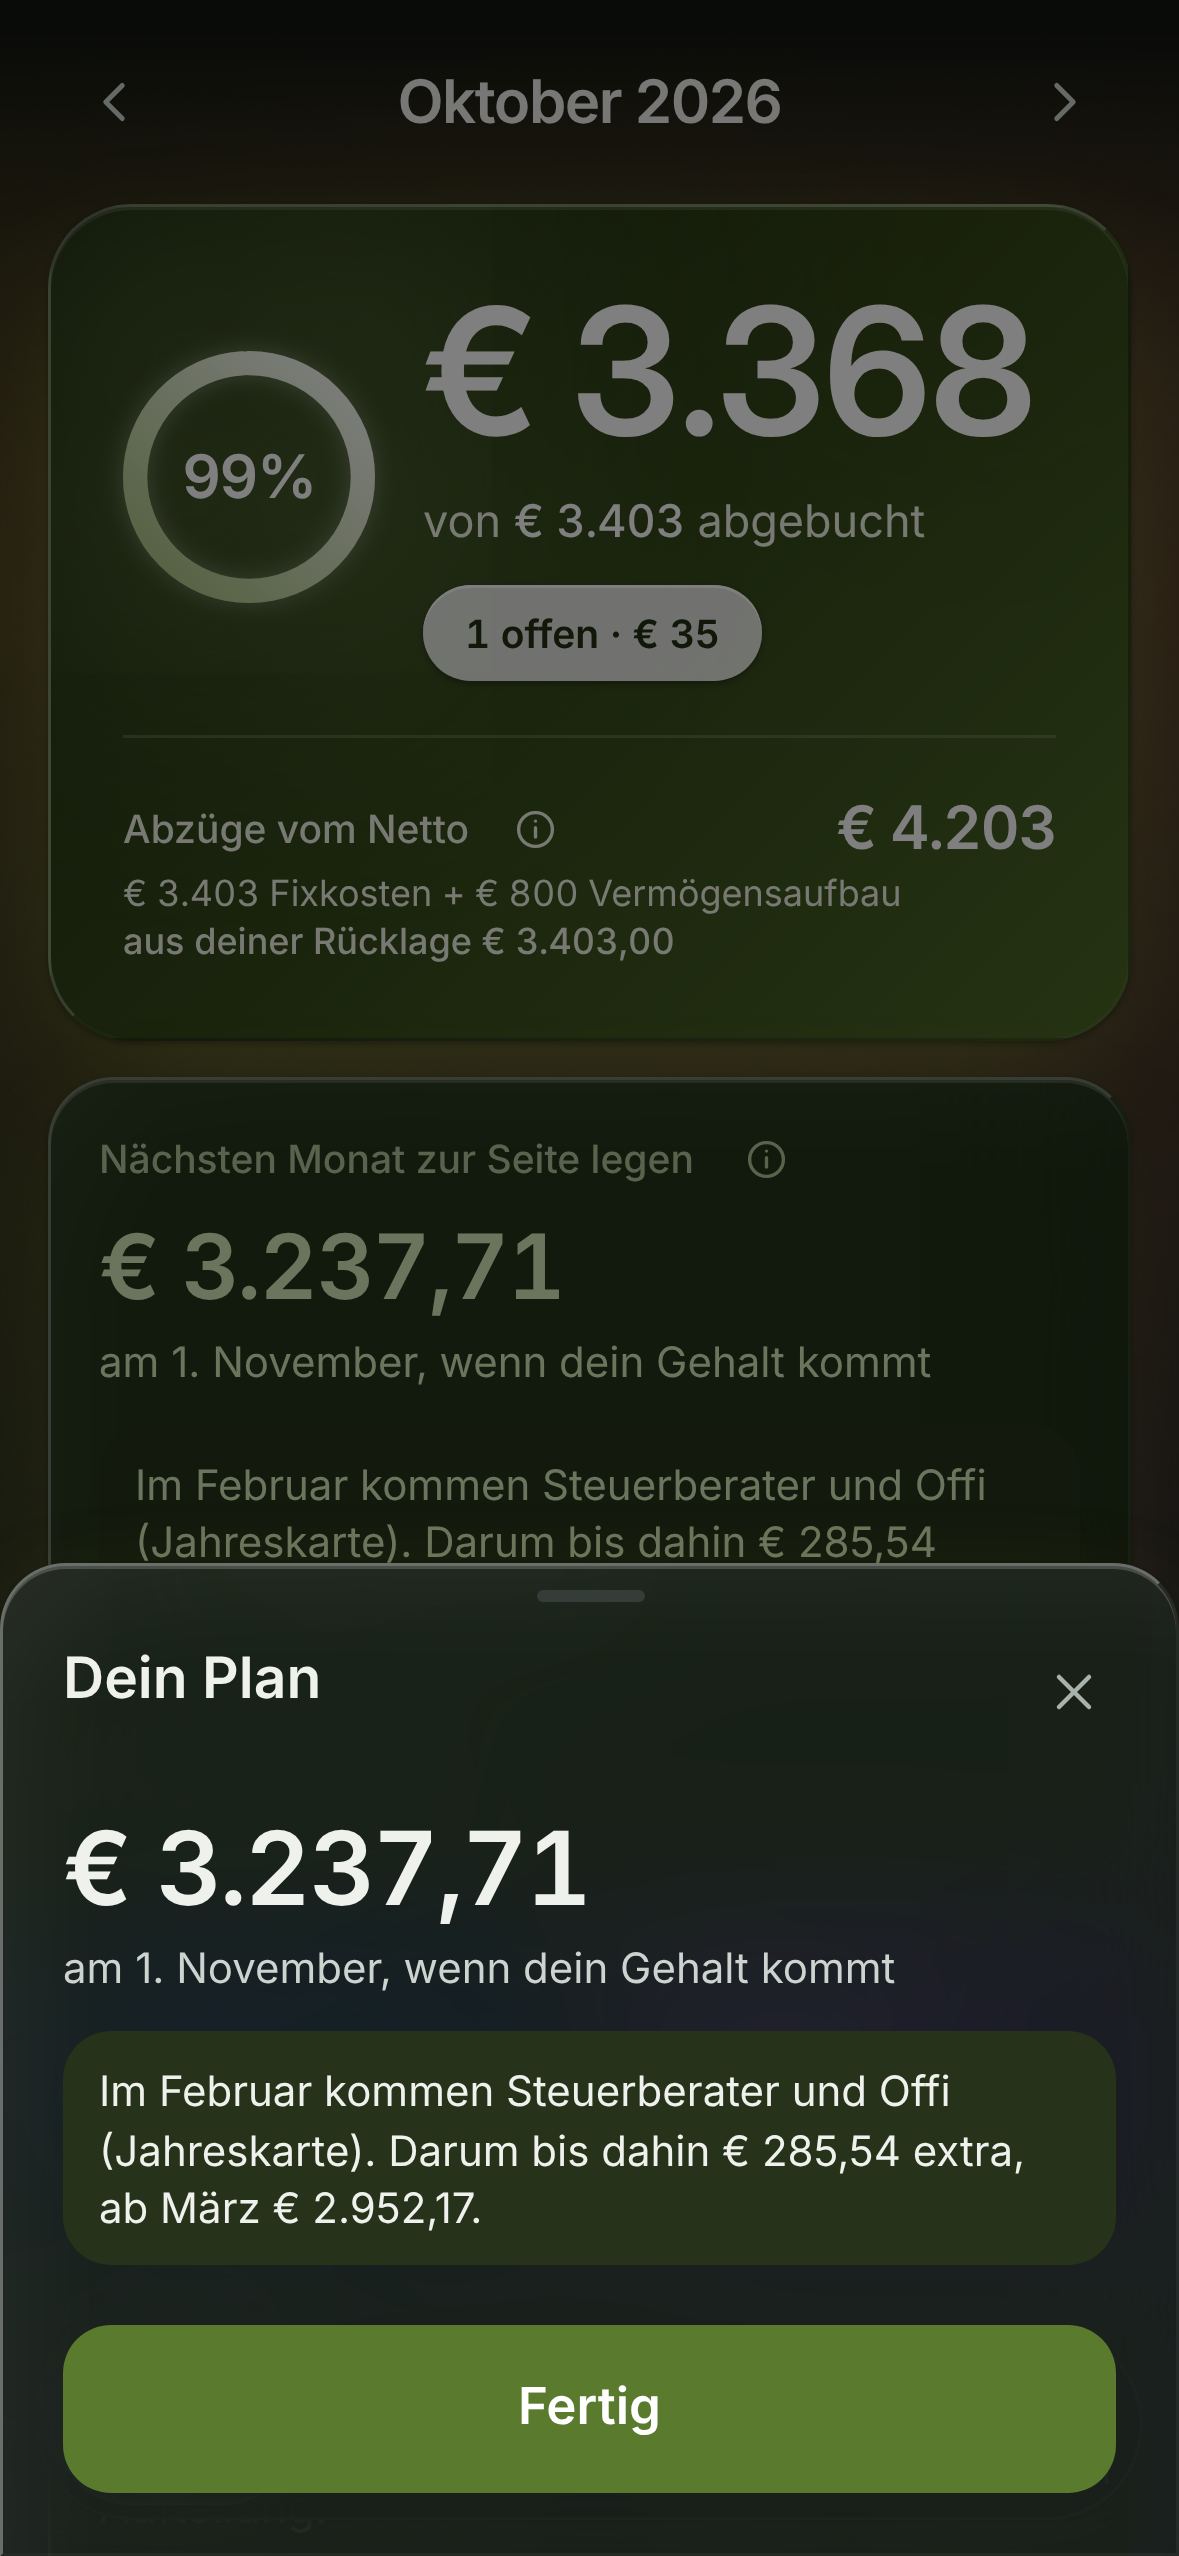 Oktober 2026
€ 3.368
99%
von € 3.403 abgebucht
1 offen · € 35
Abzüge vom Netto
€ 4.203
€ 3.403 Fixkosten + € 800 Vermögensaufbau
aus deiner Rücklage € 3.403,00
Nächsten Monat zur Seite legen
€ 3.237,71
am 1. November, wenn dein Gehalt kommt
Im Februar kommen Steuerberater und Offi
(Jahreskarte). Darum bis dahin € 285,54
Dein Plan
€ 3.237,71
am 1. November, wenn dein Gehalt kommt
Im Februar kommen Steuerberater und Offi
(Jahreskarte). Darum bis dahin € 285,54 extra,
ab März € 2.952,17.
Fertig